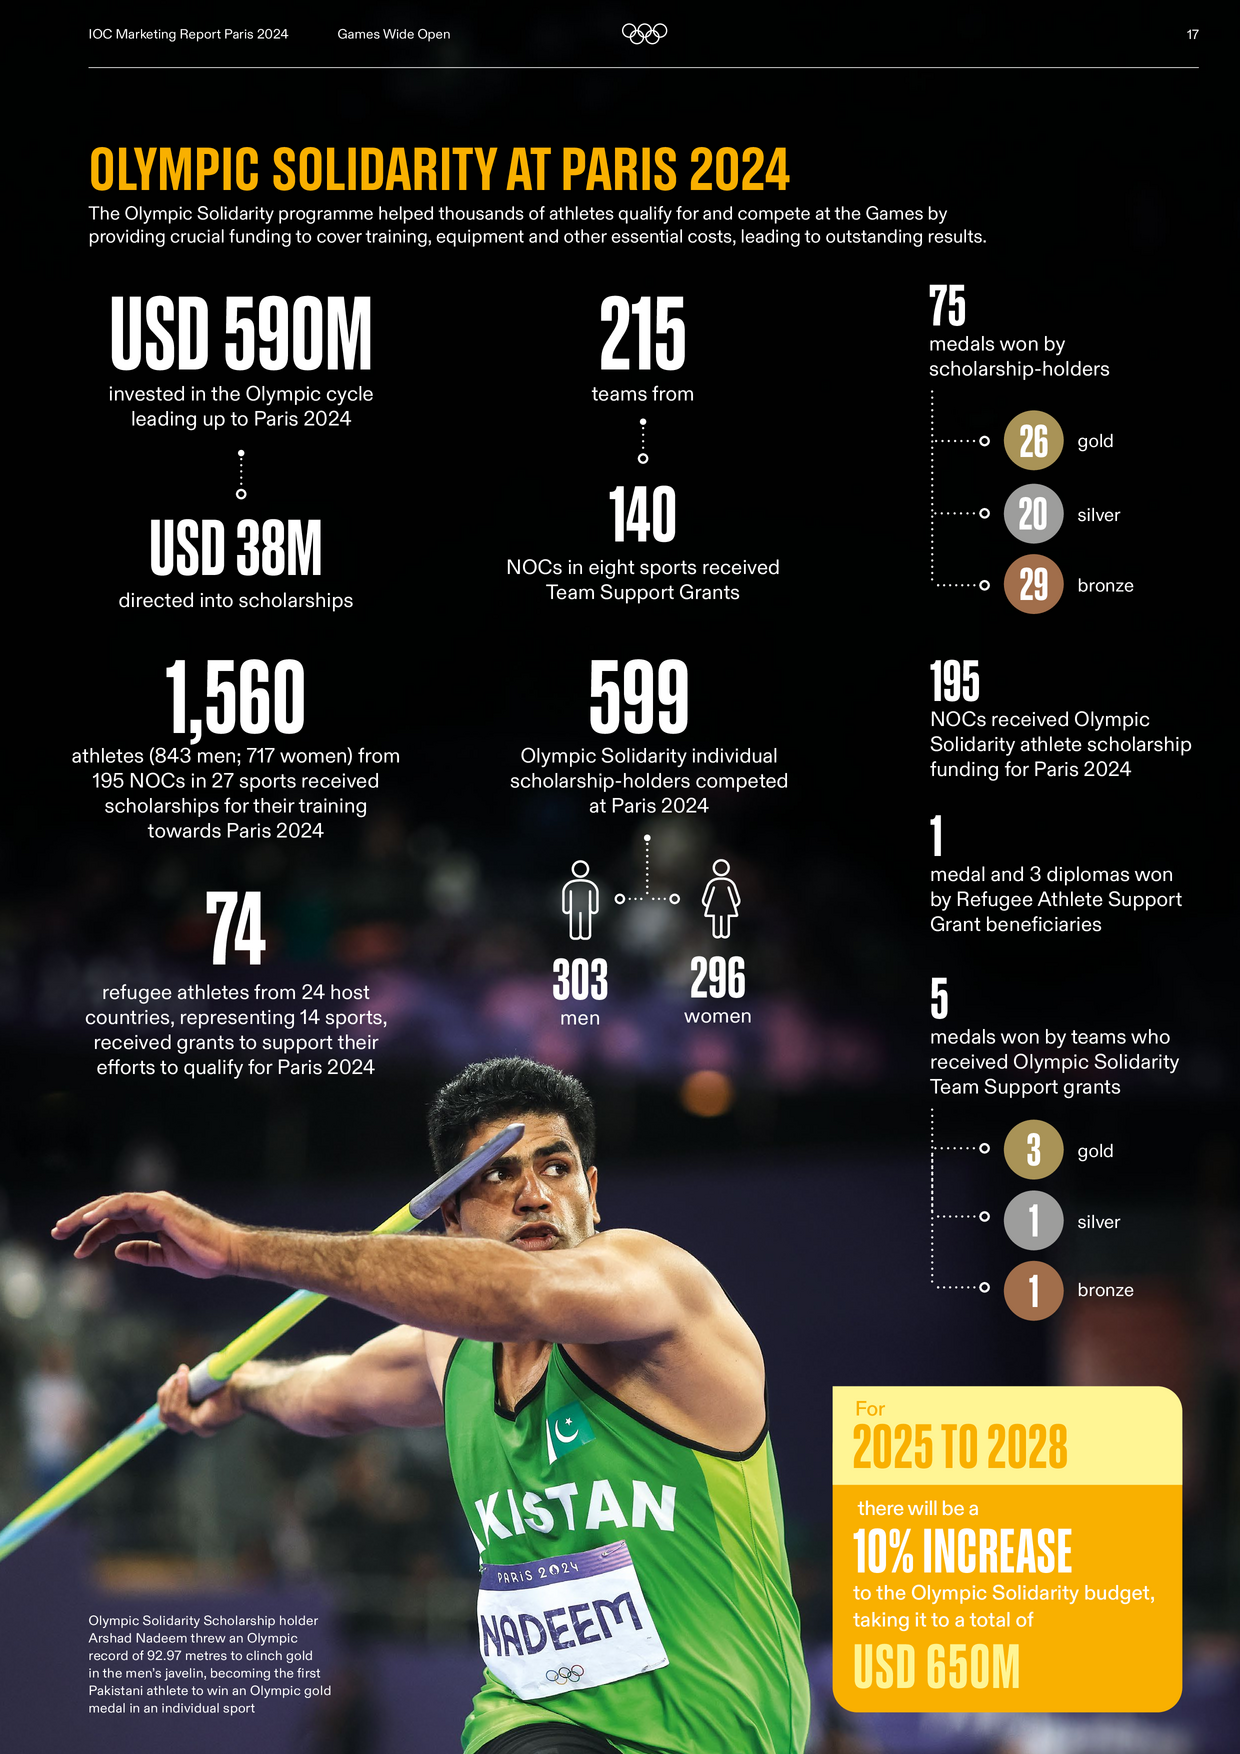 IOC Marketing Report Paris 2024
Games Wide Open
17
OLYMPIC SOLIDARITY AT PARIS 2024
The Olympic Solidarity programme helped thousands of athletes qualify for and compete at the Games by
providing crucial funding to cover training, equipment and other essential costs, leading to outstanding results.
USD 590M
invested in the Olympic cycle
leading up to Paris 2024
USD 38M
directed into scholarships
1,560
athletes (843 men; 717 women) from
195 NOCs in 27 sports received
scholarships for their training
towards Paris 2024
74
refugee athletes from 24 host
countries, representing 14 sports,
received grants to support their
efforts to qualify for Paris 2024
215
teams from
140
NOCs in eight sports received
Team Support Grants
599
Olympic Solidarity individual
scholarship-holders competed
at Paris 2024
303
men
296
women
75
medals won by
scholarship-holders
26
gold
20
silver
29
bronze
195
NOCs received Olympic
Solidarity athlete scholarship
funding for Paris 2024
1
medal and 3 diplomas won
by Refugee Athlete Support
Grant beneficiaries
5
medals won by teams who
received Olympic Solidarity
Team Support grants
3
gold
1
silver
1
bronze
KISTAN
PARIS 2024
NADEEM
For
2025 TO 2028
there will be a
10% INCREASE
to the Olympic Solidarity budget,
taking it to a total of
USD 650M
Olympic Solidarity Scholarship holder
Arshad Nadeem threw an Olympic
record of 92.97 metres to clinch gold
in the men's javelin, becoming the first
Pakistani athlete to win an Olympic gold
medal in an individual sport